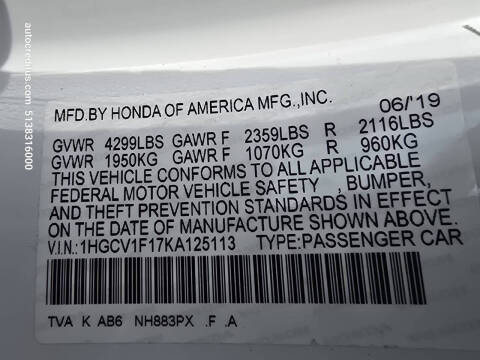 MFD.BY HONDA OF AMERICA MFG.,INC. 06/'19
GVWR 4299LBS GAWR F 2359LBS R 2116LBS
GVWR 1950KG GAWR F 1070KG R 960KG
THIS VEHICLE CONFORMS TO ALL APPLICABLE
FEDERAL MOTOR VEHICLE SAFETY , BUMPER,
AND THEFT PREVENTION STANDARDS IN EFFECT
ON THE DATE OF MANUFACTURE SHOWN ABOVE.
V.I.N.:1HGCV1F17KA125113 TYPE:PASSENGER CAR
TVA K AB6 NH883PX .F .A
5138316000